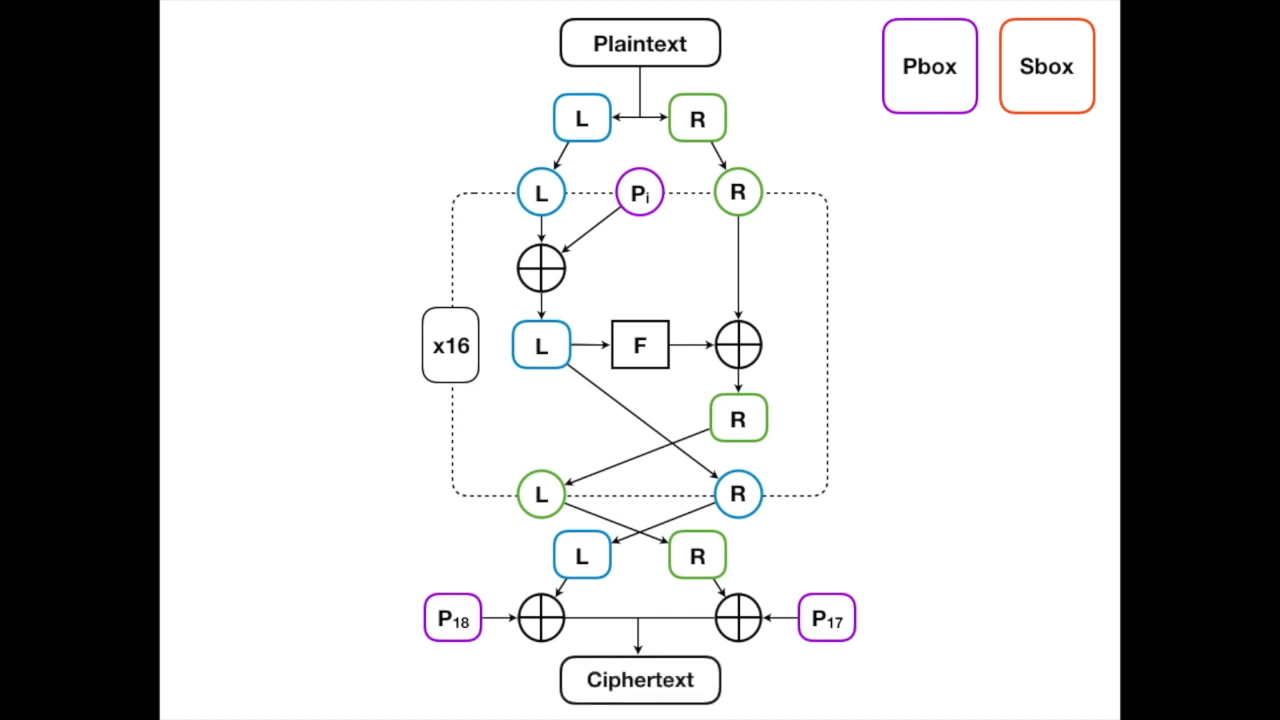 Plaintext
Pbox
Sbox
L
R
L
Pi
R
x16
L
F
R
L
R
L
R
P18
P17
Ciphertext